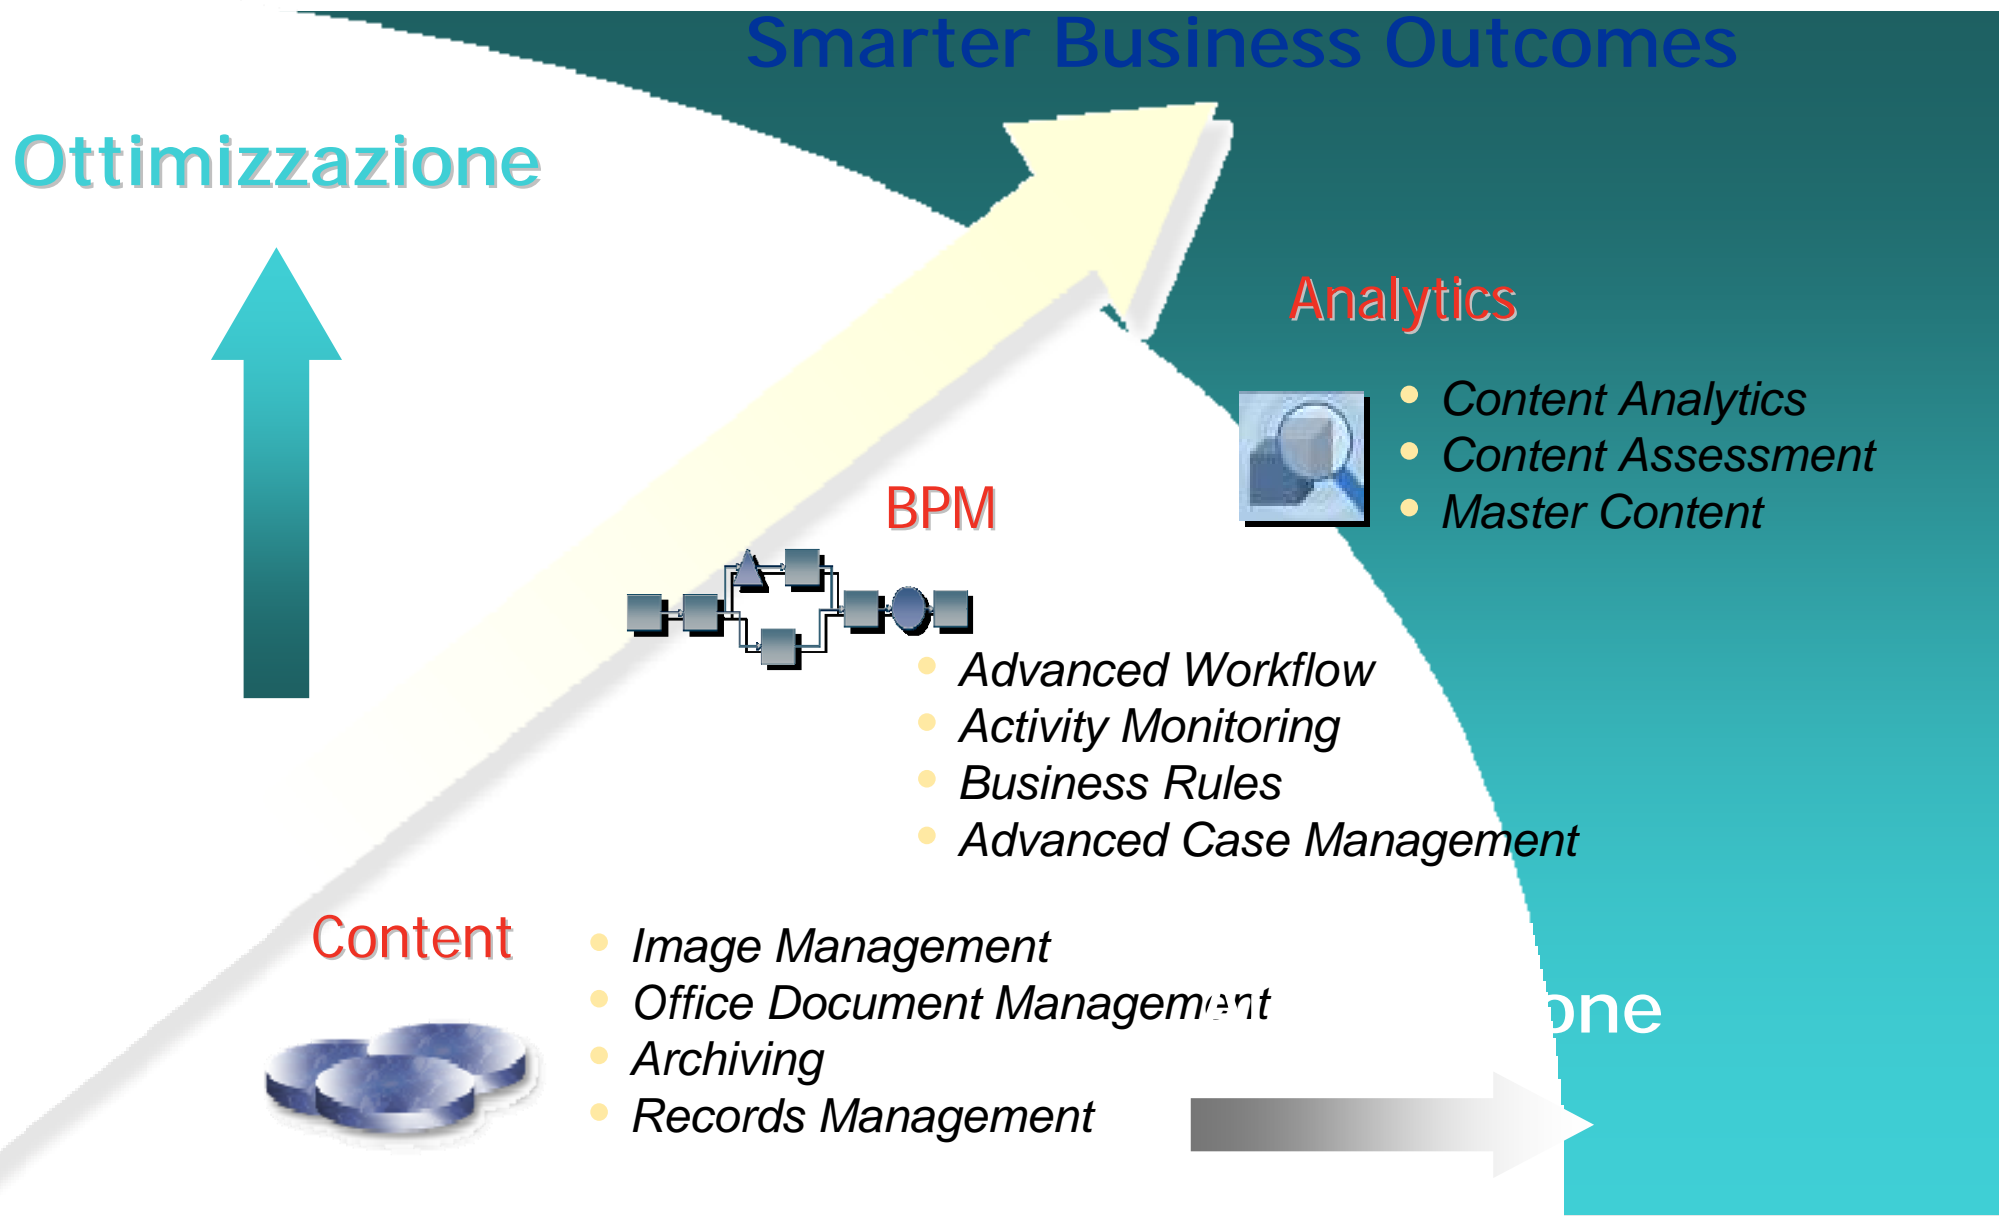 Smarter Business Outcomes
Ottimizzazione
Analytics
Content Analytics
Content Assessment
Master Content
BPM
Advanced Workflow
Activity Monitoring
Business Rules
Advanced Case Management
Content
Image Management
Office Document Management
Archiving
Records Management